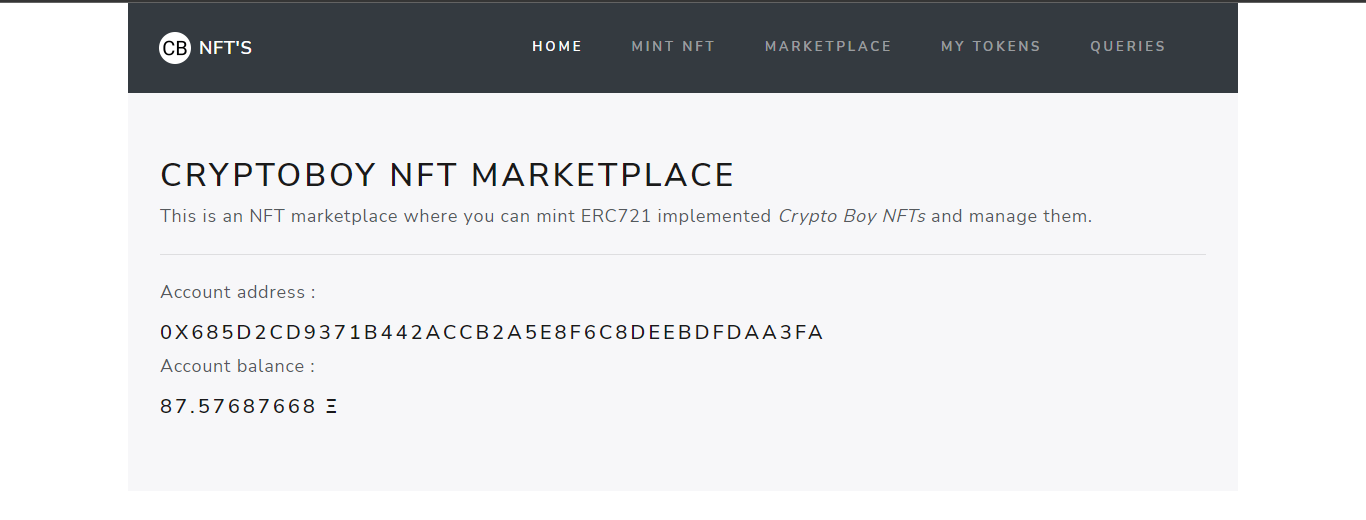 CB NFT'S HOME MINT NFT MARKETPLACE MY TOKENS QUERIES
CRYPTOBOY NFT MARKETPLACE
This is an NFT marketplace where you can mint ERC721 implemented Crypto Boy NFTs and manage them.
Account address :
0X685D2CD9371B442ACCB2A5E8F6C8DEEBDFDAA3FA
Account balance :
87.57687668 Ξ